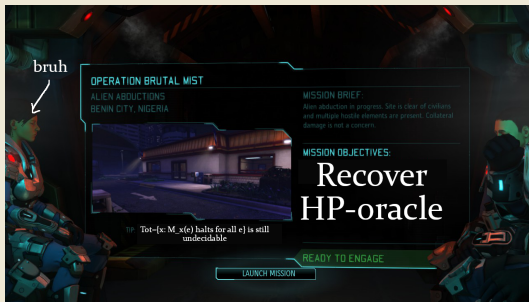 bruh
OPERATION BRUTAL MIST
ALIEN ABDUCTIONS
BENIN CITY, NIGERIA
MISSION BRIEF:
Alien abduction in progress. Site is clear of civilians
and multiple hostile elements are present. Collateral
damage is not a concern.
MISSION OBJECTIVES:
Recover
HP-oracle
TIP Tot={x: M_x(e) halts for all e} is still
undecidable
READY TO ENGAGE
LAUNCH MISSION